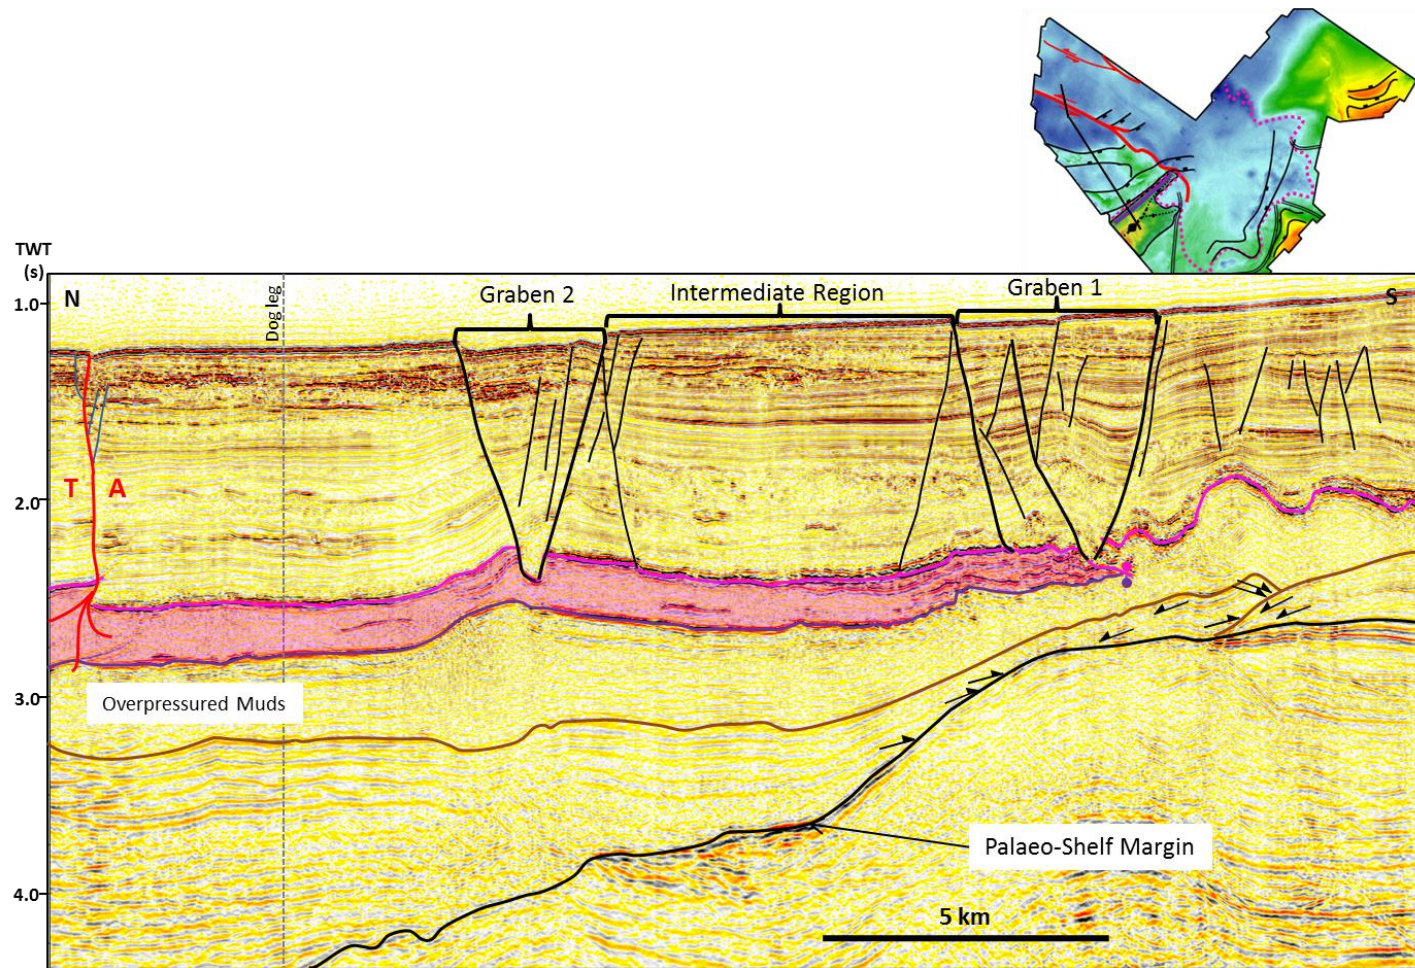 TWT
(s)
N
Dog leg
Graben 2
Intermediate Region
Graben 1
S
1.0
T A
2.0
3.0
Overpressured Muds
Palaeo-Shelf Margin
4.0
5 km